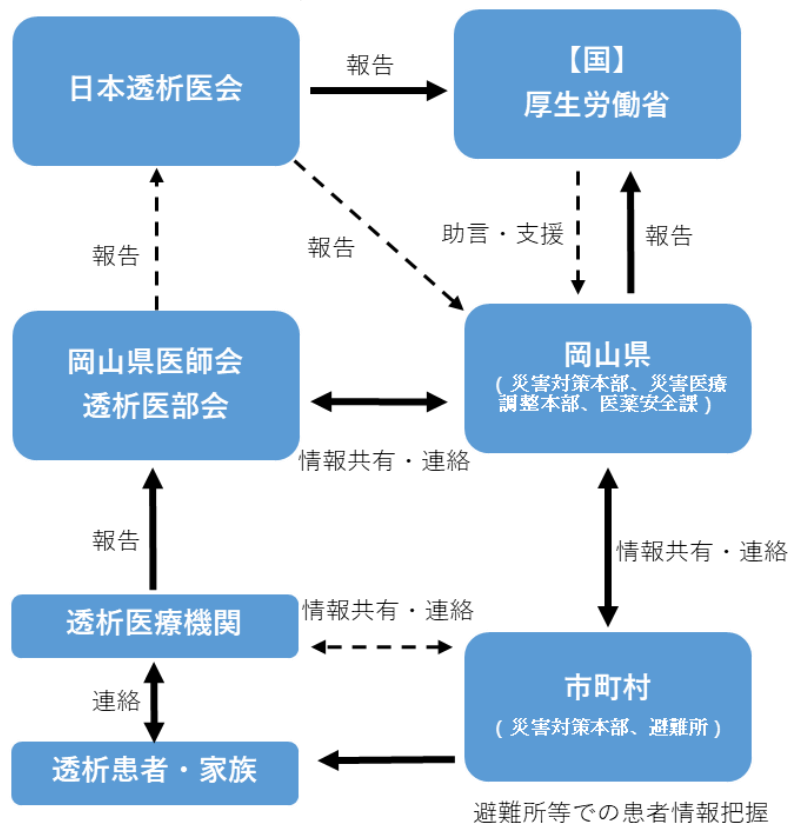 日本透析医会
報告
【国】
厚生労働省
報告
報告
助言・支援
報告
岡山県医師会
透析医部会
情報共有・連絡
岡山県
(災害対策本部、災害医療
調整本部、医薬安全課)
報告
情報共有・連絡
透析医療機関
情報共有・連絡
連絡
市町村
(災害対策本部、避難所)
透析患者・家族
避難所等での患者情報把握